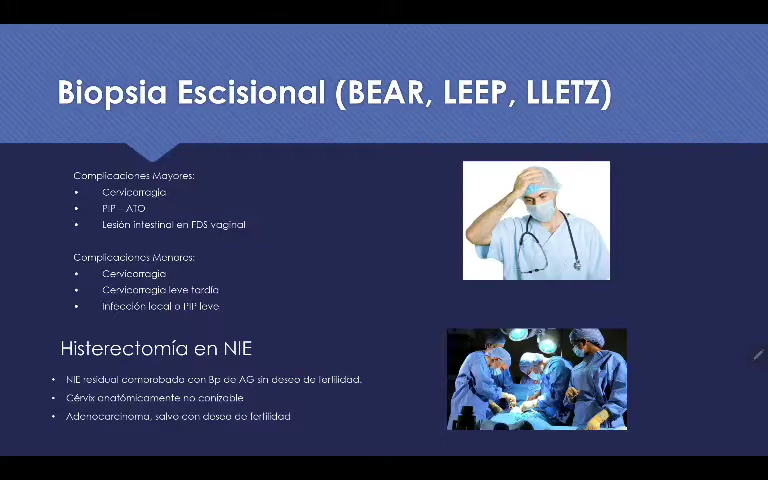 Biopsia Escisional (BEAR, LEEP, LLETZ)
Complicaciones Mayores:
• Cervicorragia
• PIP – ATO
• Lesión intestinal en FDS vaginal
Complicaciones Menores:
• Cervicorragia
• Cervicorragia leve tardía
• Infección local o PIP leve
Histerectomía en NIE
• NIE residual comprobada con Bp de AG sin deseo de fertilidad.
• Cérvix anatómicamente no conizable
• Adenocarcinoma, salvo con deseo de fertilidad